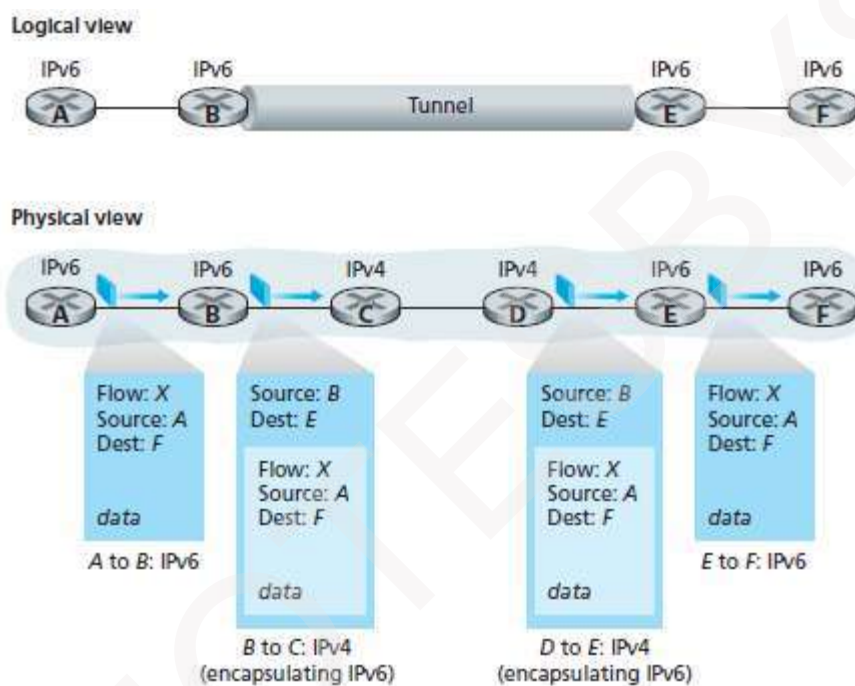 Logical view
IPv6 IPv6 IPv6 IPv6
A B Tunnel E F
Physical view
IPv6 IPv6 IPv4 IPv4 IPv6 IPv6
A B C D E F
Flow: X
Source: A
Dest: F
data
A to B: IPv6
Source: B
Dest: E
Flow: X
Source: A
Dest: F
data
B to C: IPv4
(encapsulating IPv6)
Source: B
Dest: E
Flow: X
Source: A
Dest: F
data
D to E: IPv4
(encapsulating IPv6)
Flow: X
Source: A
Dest: F
data
E to F: IPv6